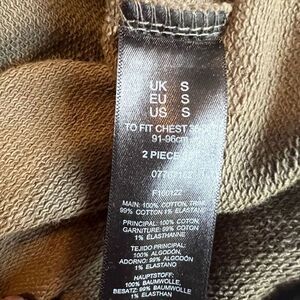 UK S
EU S
US S
TO FIT CHEST
91-96cm
2 PIECE
F160122
MAIN: 100% COTTON, TRIM:
99% COTTON 1% ELASTANE
PRINCIPAL: 100% COTON,
GARNITURE: 99% COTON
1% ÉLASTHANNE
TEJIDO PRINCIPAL:
100% ALGODÓN,
ADORNO: 99% ALGODÓN
1% ELASTANO
HAUPTSTOFF:
100% BAUMWOLLE,
BESATZ: 99% BAUMWOLLE
1% ELASTHAN